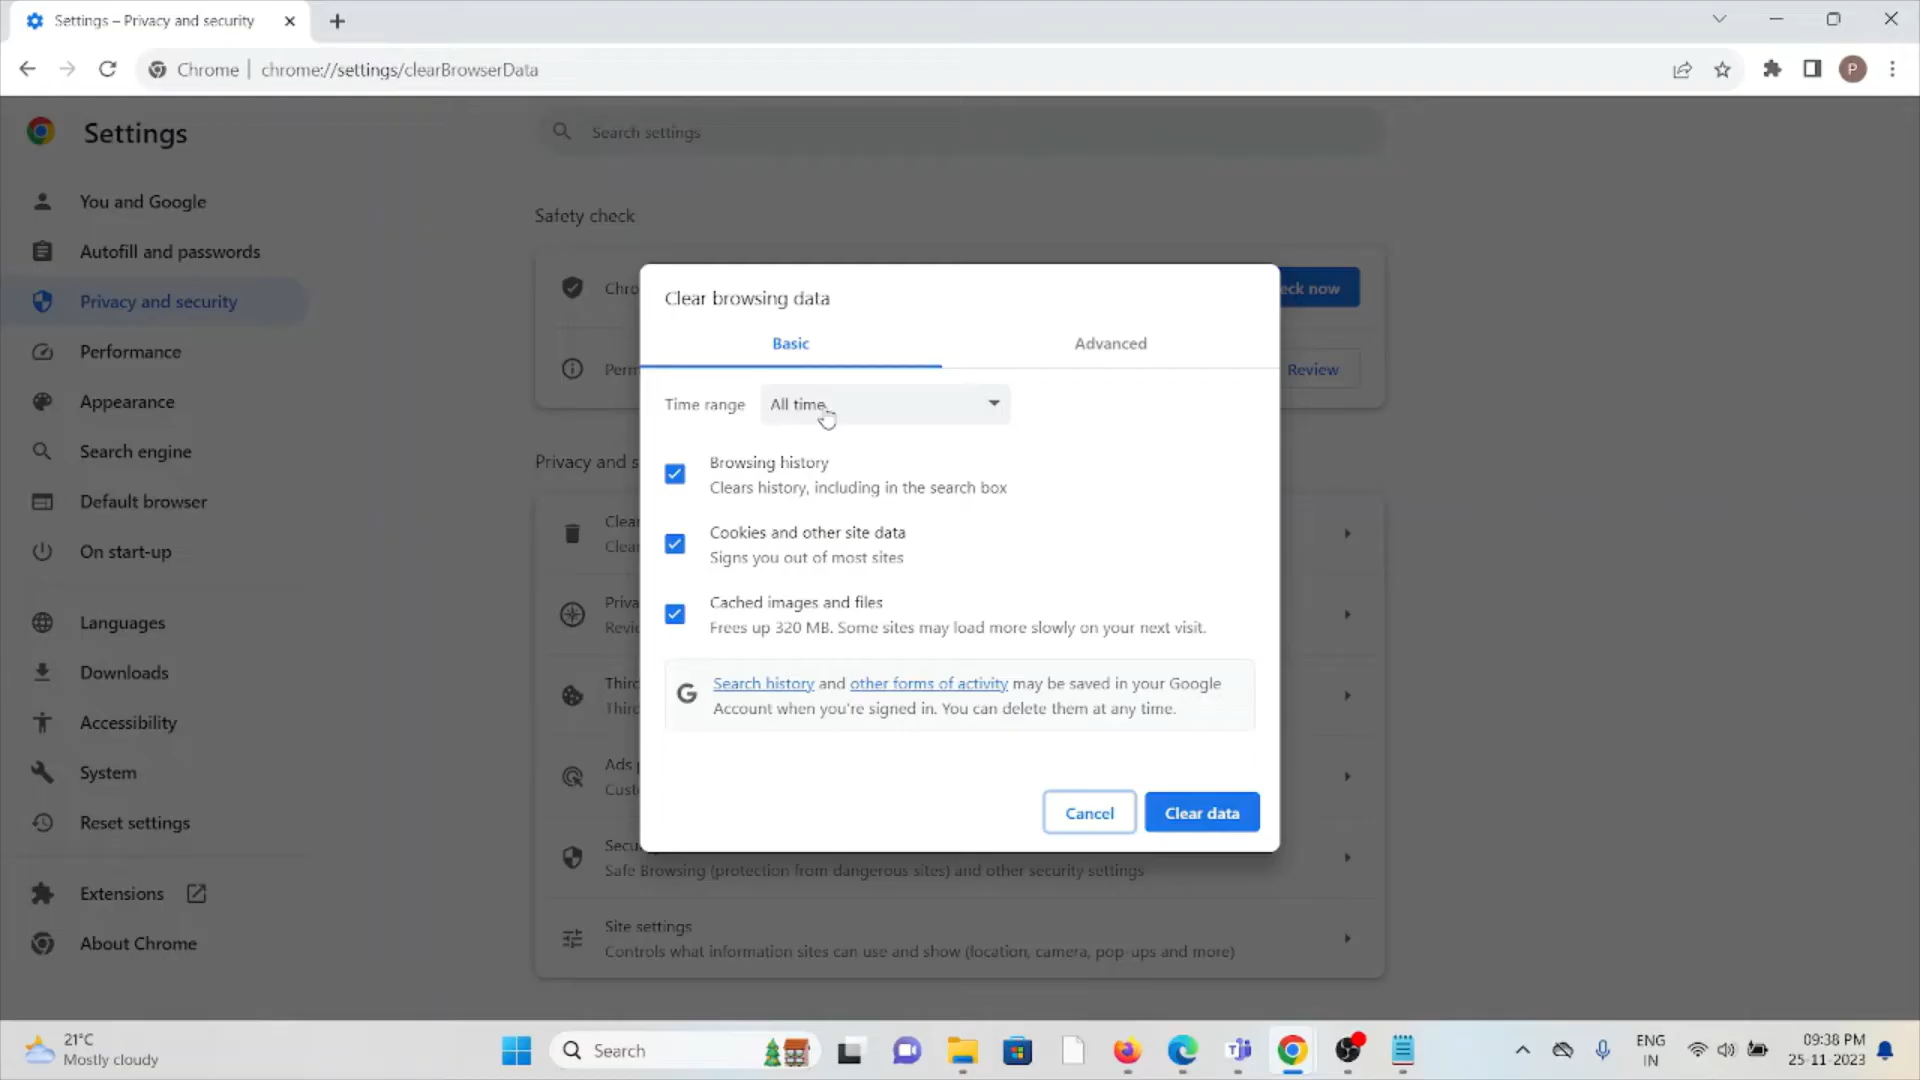 Settings – Privacy and security
Chrome | chrome://settings/clearBrowserData
P
Settings
Search settings
You and Google
Autofill and passwords
Privacy and security
Performance
Appearance
Search engine
Default browser
On start-up
Languages
Downloads
Accessibility
System
Reset settings
Extensions
About Chrome
Safety check
Chro
eck now
Perm
Review
Privacy and s
Clear
Clear
Priva
Revie
Third
Third
Ads p
Custo
Secu
Safe Browsing (protection from dangerous sites) and other security settings
Site settings
Controls what information sites can use and show (location, camera, pop-ups and more)
Clear browsing data
Basic
Advanced
Time range
All time
Browsing history
Clears history, including in the search box
Cookies and other site data
Signs you out of most sites
Cached images and files
Frees up 320 MB. Some sites may load more slowly on your next visit.
G
Search history and other forms of activity may be saved in your Google
Account when you're signed in. You can delete them at any time.
Cancel
Clear data
21°C
Mostly cloudy
Search
ENG
IN
09:38 PM
25-11-2023